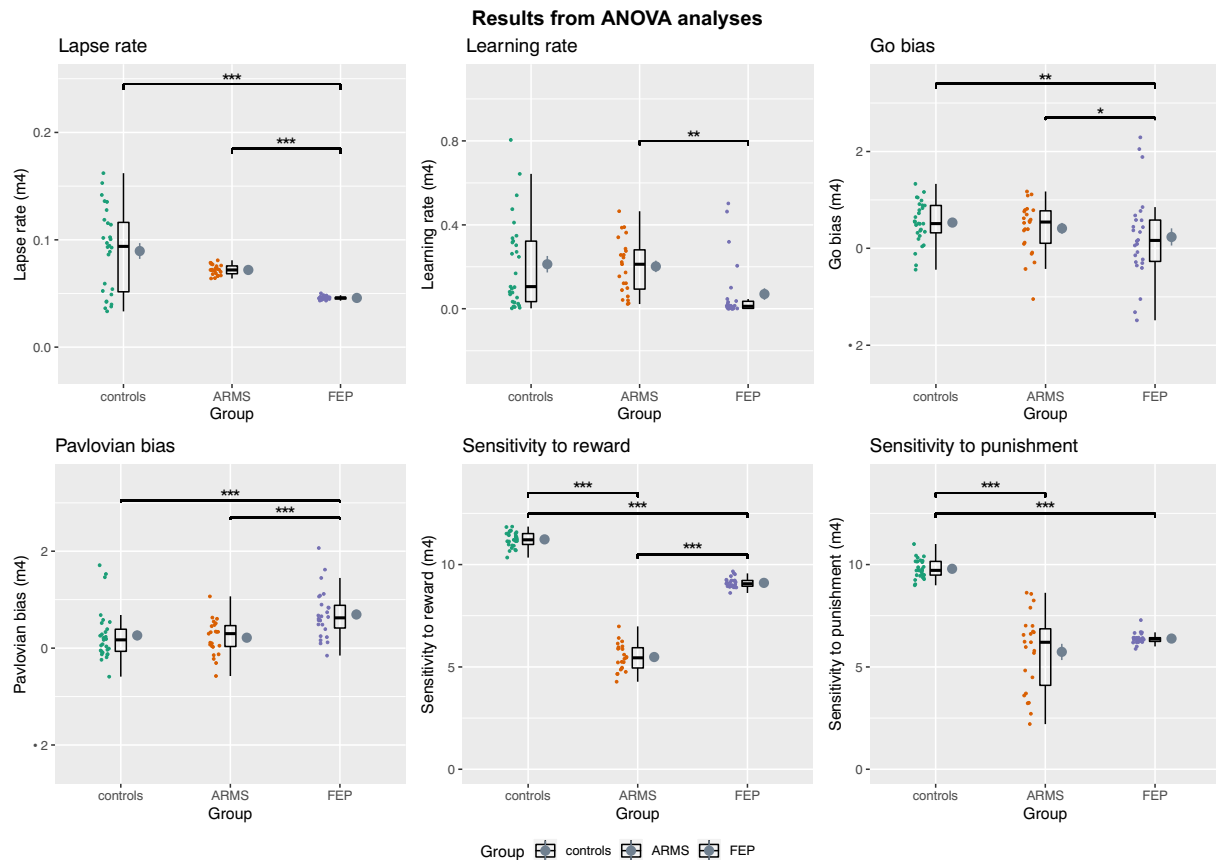 Results from ANOVA analyses
Lapse rate
Learning rate
Go bias
***
***
0.2
0.1
0.0
Lapse rate (m4)
controls ARMS FEP
Group
**
0.8
0.4
0.0
Learning rate (m4)
controls ARMS FEP
Group
**
*
2
0
• 2
Go bias (m4)
controls ARMS FEP
Group
Pavlovian bias
Sensitivity to reward
Sensitivity to punishment
***
***
2
0
• 2
Pavlovian bias (m4)
controls ARMS FEP
Group
***
***
***
10
5
0
Sensitivity to reward (m4)
controls ARMS FEP
Group
***
***
10
5
0
Sensitivity to punishment (m4)
controls ARMS FEP
Group
Group controls ARMS FEP